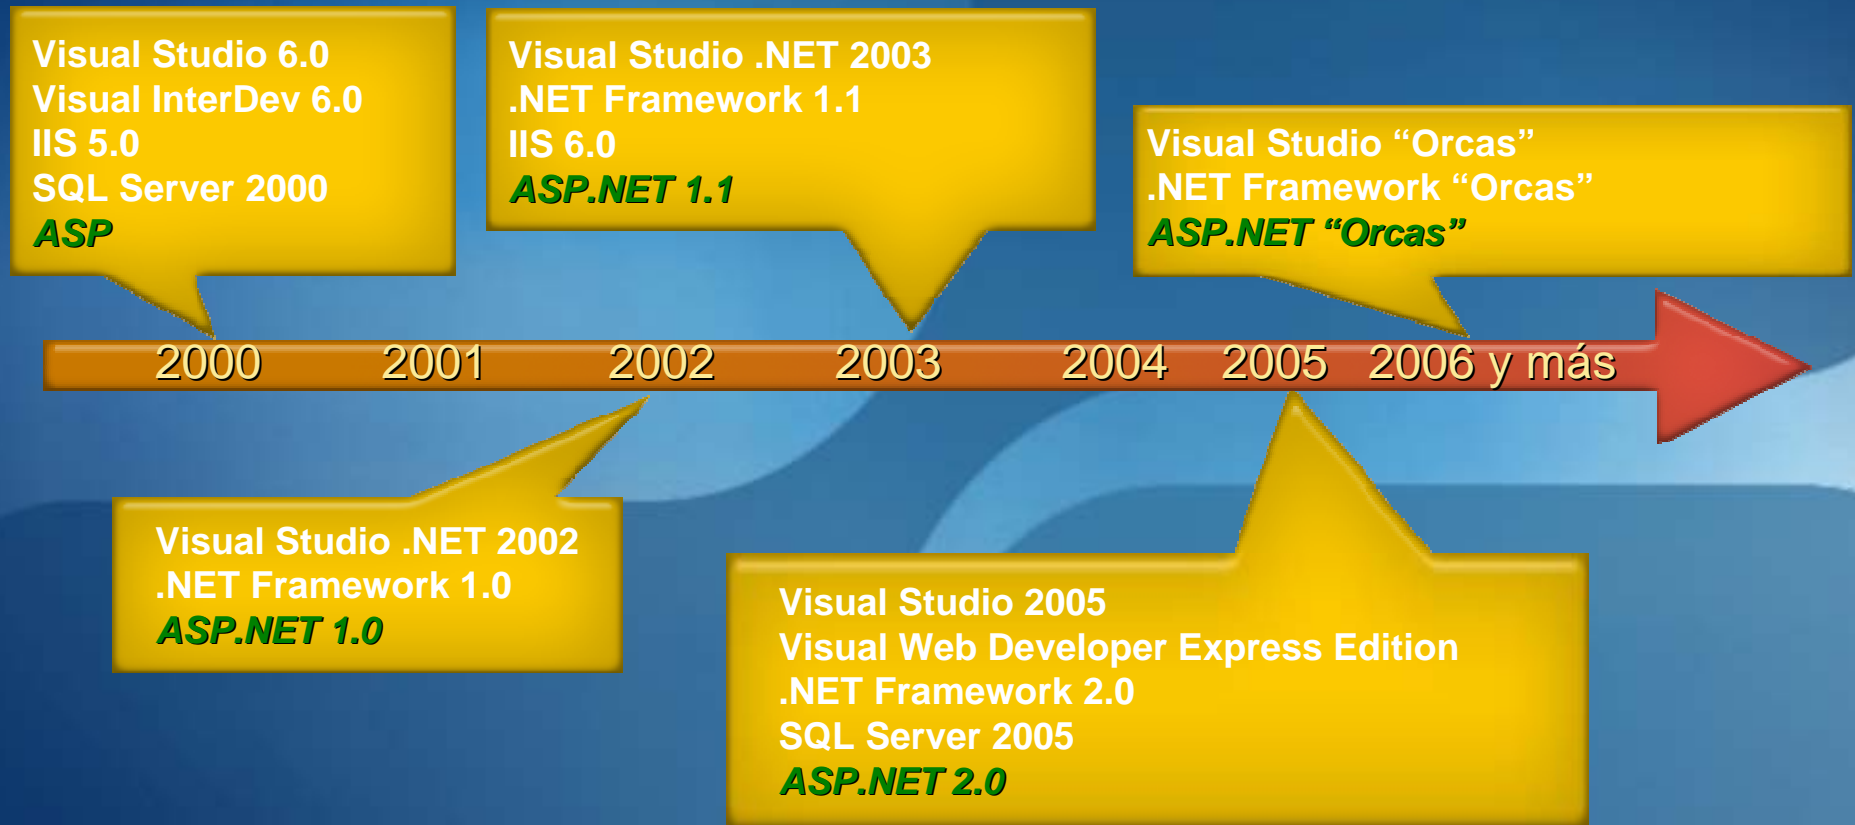 Visual Studio 6.0
Visual InterDev 6.0
IIS 5.0
SQL Server 2000
ASP
Visual Studio .NET 2003
.NET Framework 1.1
IIS 6.0
ASP.NET 1.1
Visual Studio “Orcas”
.NET Framework “Orcas”
ASP.NET “Orcas”
2000 2001 2002 2003 2004 2005 2006 y más
Visual Studio .NET 2002
.NET Framework 1.0
ASP.NET 1.0
Visual Studio 2005
Visual Web Developer Express Edition
.NET Framework 2.0
SQL Server 2005
ASP.NET 2.0